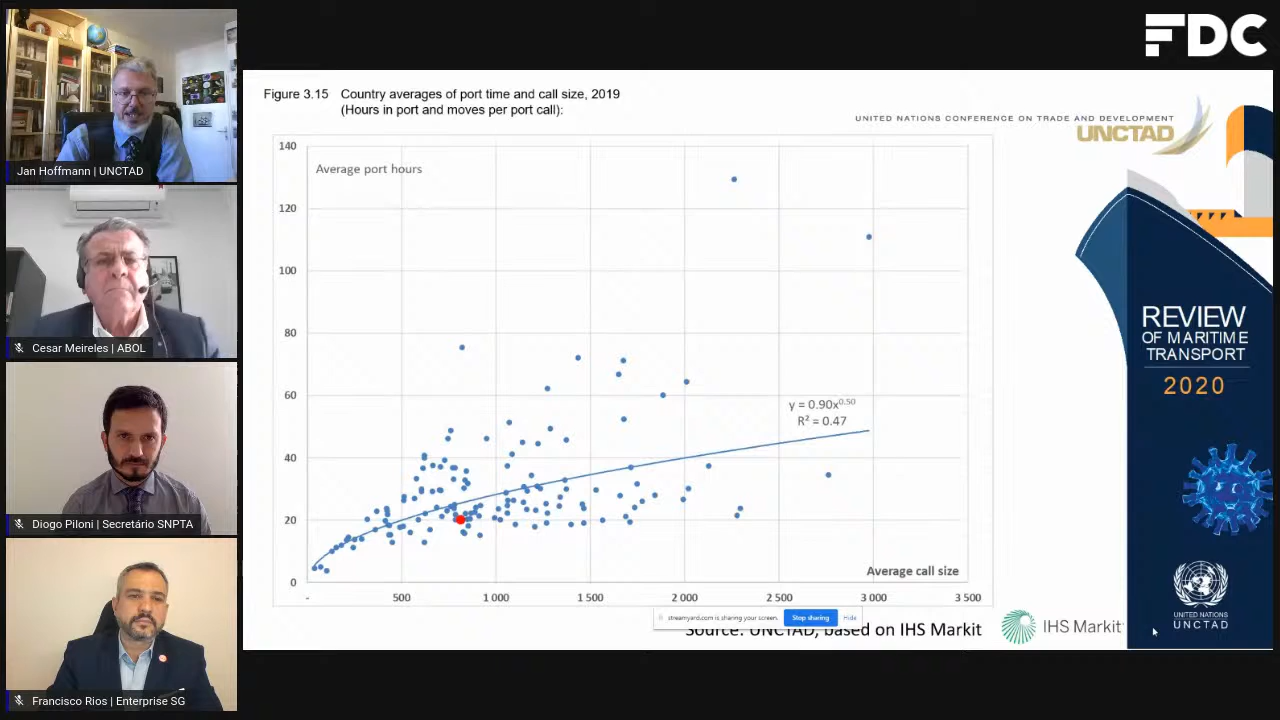 FDC
Jan Hoffmann | UNCTAD
Cesar Meireles | ABOL
Diogo Piloni | Secretário SNPTA
Francisco Rios | Enterprise SG
Figure 3.15 Country averages of port time and call size, 2019
(Hours in port and moves per port call):
UNITED NATIONS CONFERENCE ON TRADE AND DEVELOPMENT
UNCTAD
Average port hours
140
120
100
80
60
40
20
0
y = 0.90x^0.50
R² = 0.47
Average call size
- 500 1 000 1 500 2 000 2 500 3 000 3 500
streamyard.com is sharing your screen. Stop sharing Hide
Source: UNCTAD, based on IHS Markit
IHS Markit
REVIEW
OF MARITIME
TRANSPORT
2020
UNITED NATIONS
UNCTAD